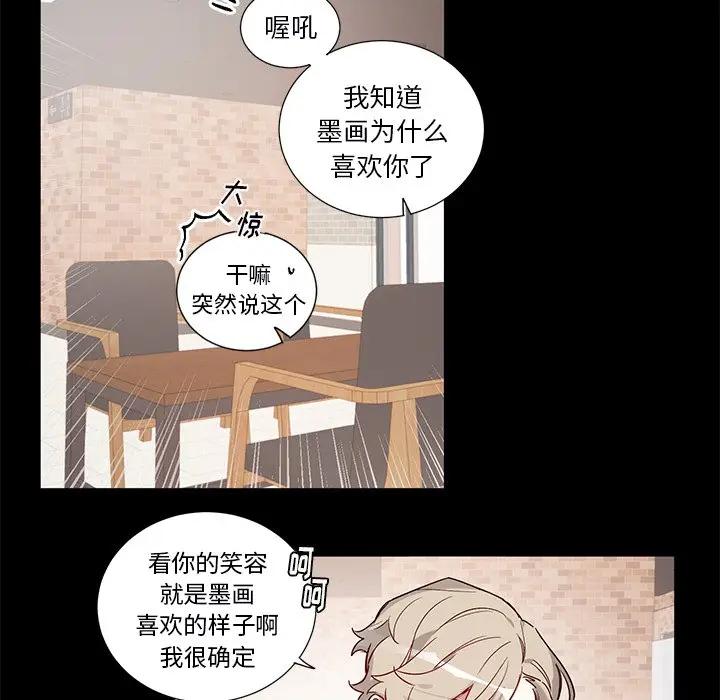 喔吼
我知道
墨画为什么
喜欢你了
大
惊
干嘛
突然说这个
看你的笑容
就是墨画
喜欢的样子啊
我很确定
呵
呵